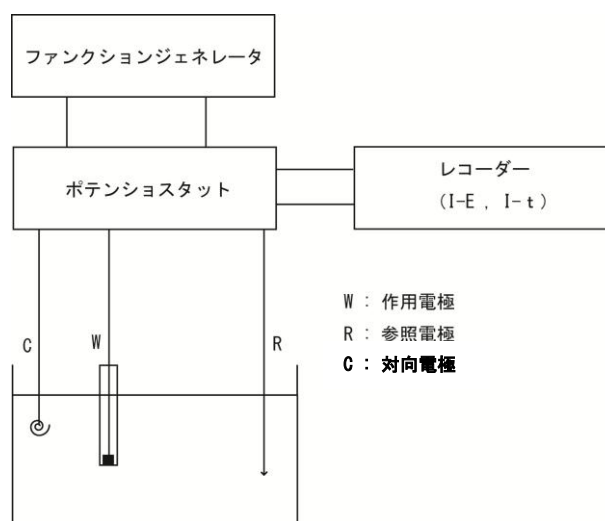 ファンクションジェネレータ
ポテンショスタット
レコーダー
(I-E , I-t)
C
W
R
W : 作用電極
R : 参照電極
C : 対向電極